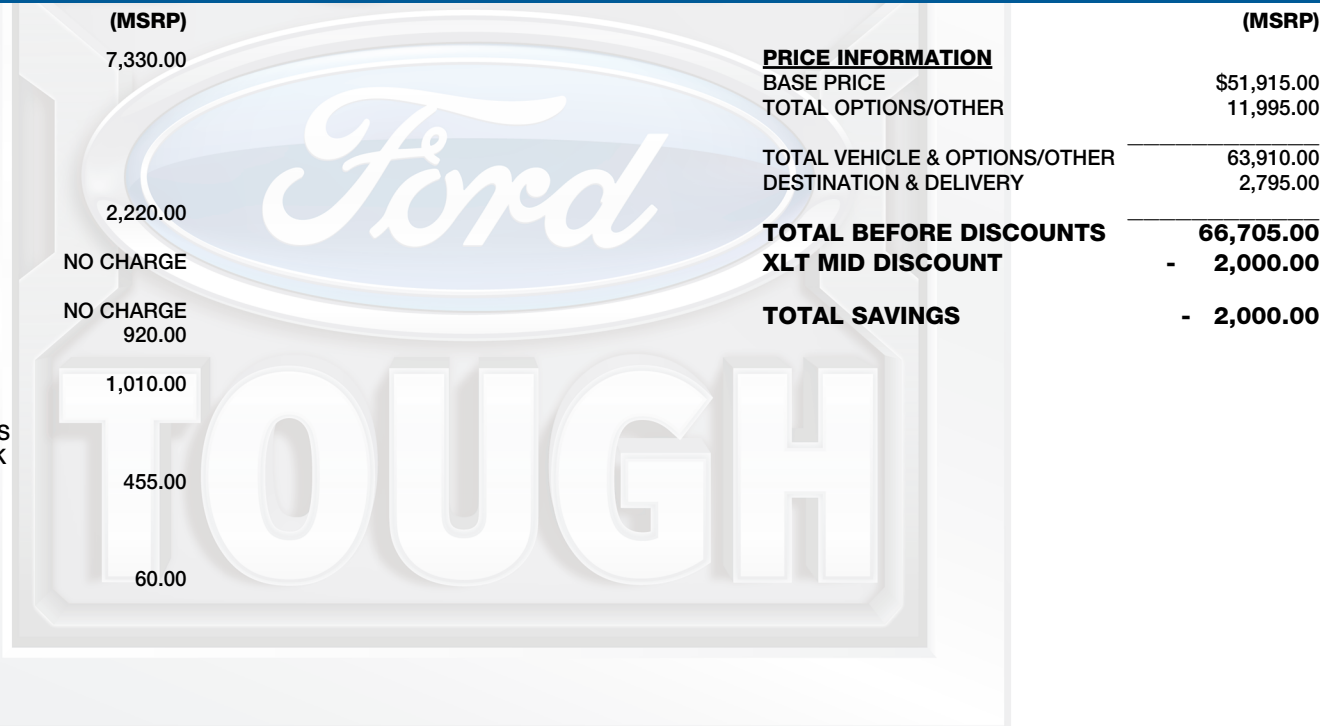 (MSRP)
7,330.00
2,220.00
NO CHARGE
NO CHARGE
920.00
1,010.00
S
K
455.00
60.00
Ford
TOUGH
(MSRP)
PRICE INFORMATION
BASE PRICE $51,915.00
TOTAL OPTIONS/OTHER 11,995.00
TOTAL VEHICLE & OPTIONS/OTHER 63,910.00
DESTINATION & DELIVERY 2,795.00
TOTAL BEFORE DISCOUNTS 66,705.00
XLT MID DISCOUNT - 2,000.00
TOTAL SAVINGS - 2,000.00